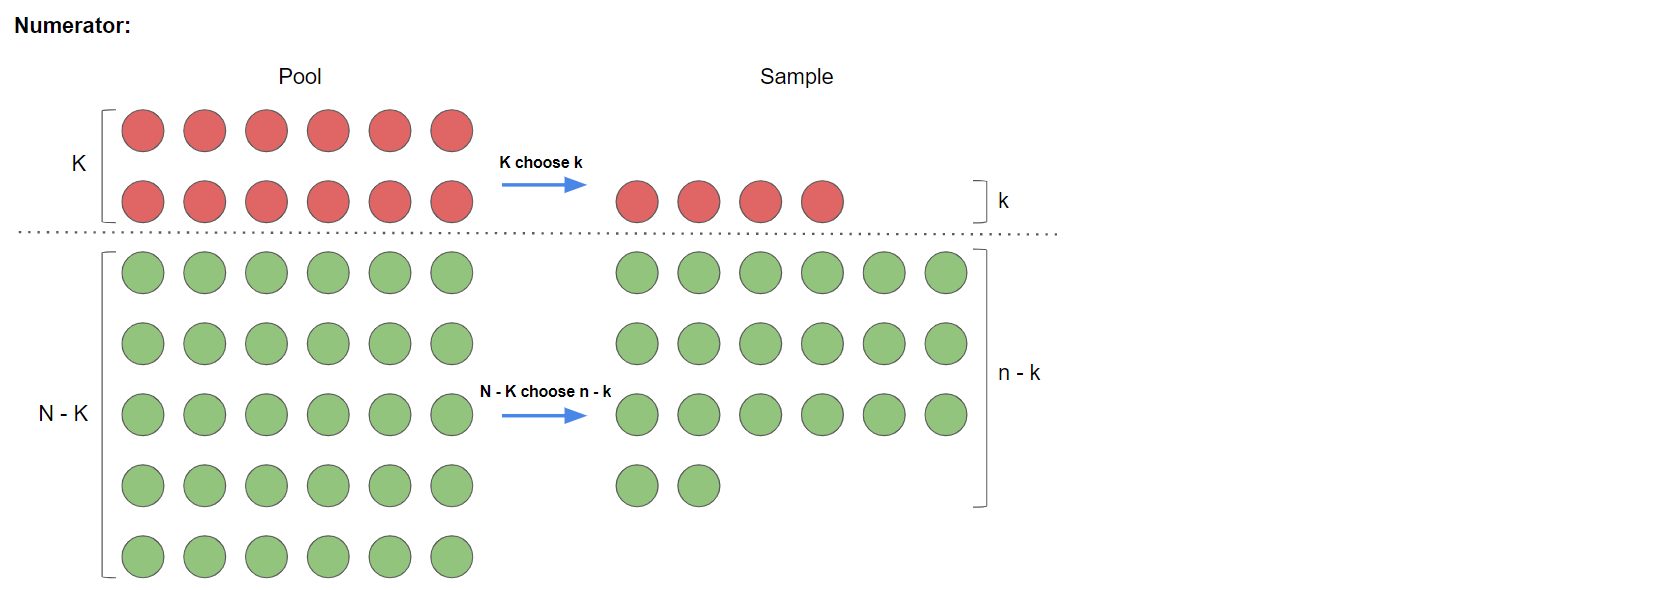 Numerator:
Pool
Sample
K
K choose k
k
N - K
N - K choose n - k
n - k